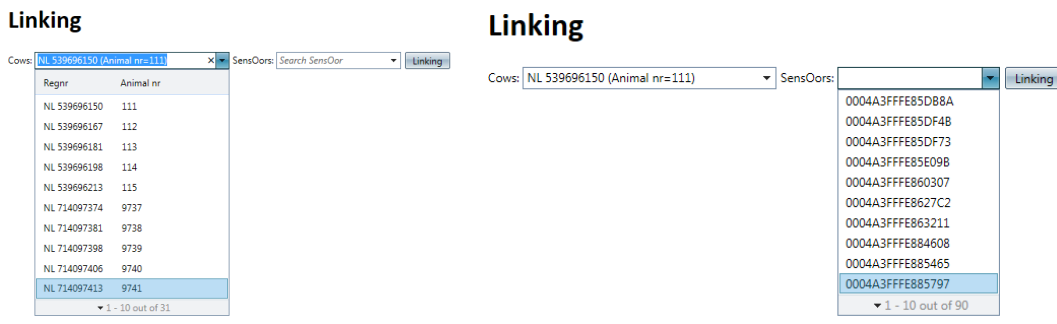 Linking
Cows: NL 539696150 (Animal nr=111) × SensOors: Search SensOor Linking
Regnr Animal nr
NL 539696150 111
NL 539696167 112
NL 539696181 113
NL 539696198 114
NL 539696213 115
NL 714097374 9737
NL 714097381 9738
NL 714097398 9739
NL 714097406 9740
NL 714097413 9741
1 - 10 out of 31
Linking
Cows: NL 539696150 (Animal nr=111) SensOors: Linking
0004A3FFFE85DB8A
0004A3FFFE85DF4B
0004A3FFFE85DF73
0004A3FFFE85E09B
0004A3FFFE860307
0004A3FFFE8627C2
0004A3FFFE863211
0004A3FFFE884608
0004A3FFFE885465
0004A3FFFE885797
1 - 10 out of 90